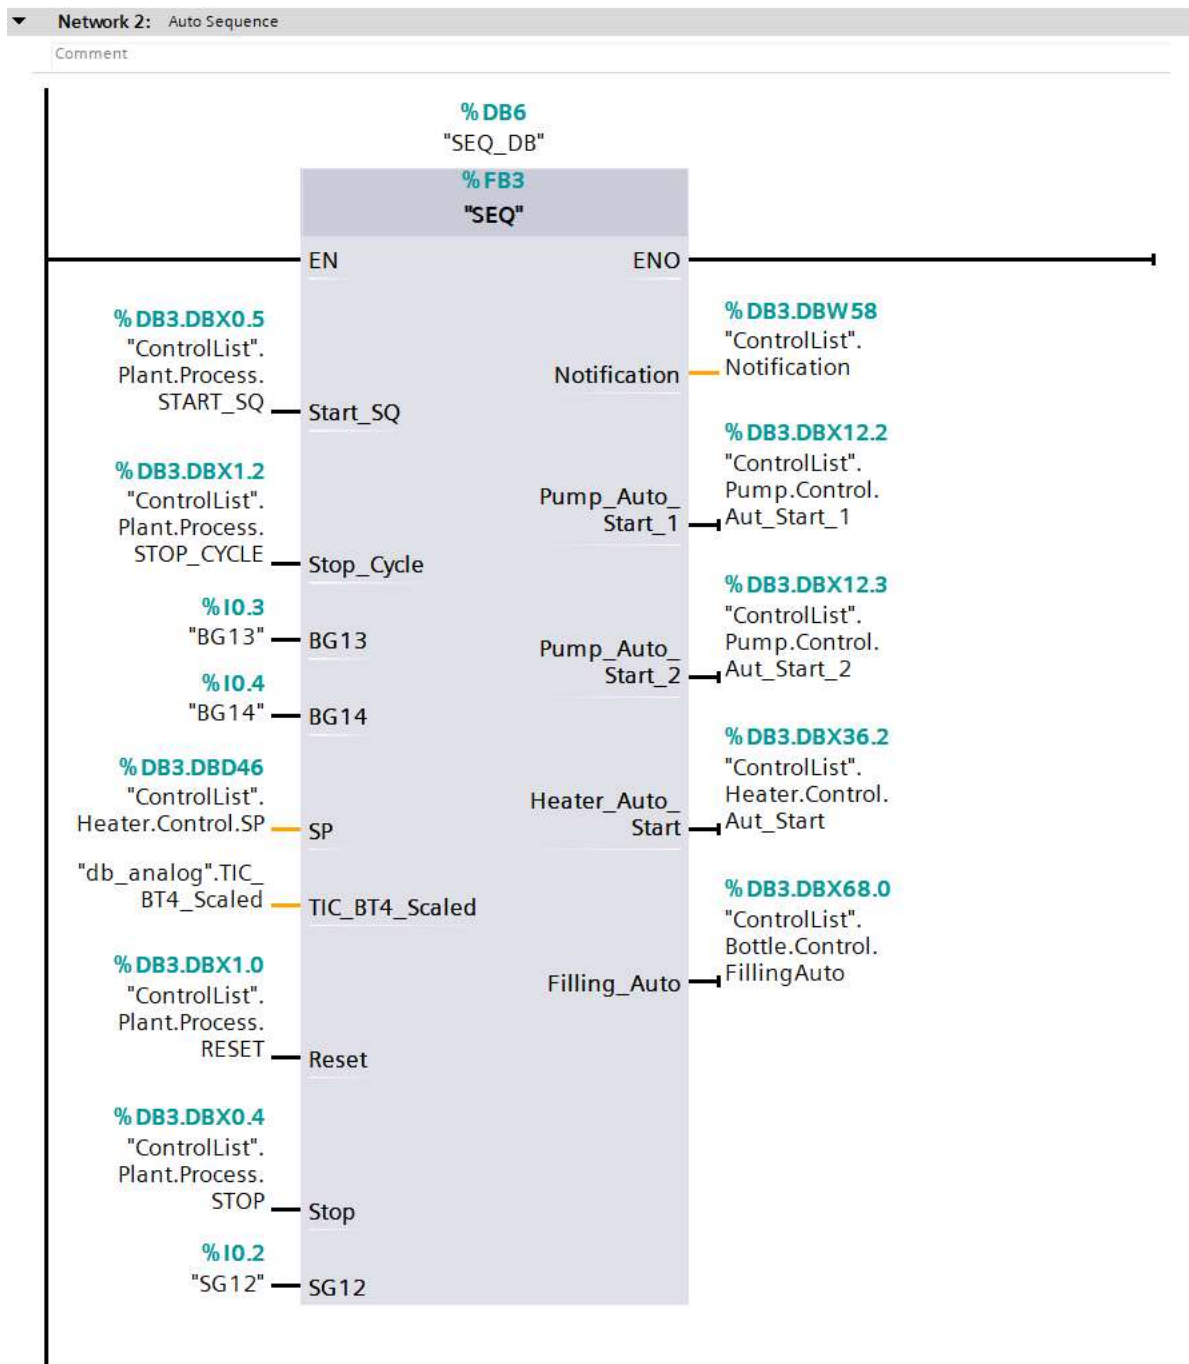 Network 2: Auto Sequence
Comment
%DB6
"SEQ_DB"
%FB3
"SEQ"
EN
ENO
%DB3.DBX0.5
"ControlList".
Plant.Process.
START_SQ
Start_SQ
%DB3.DBX1.2
"ControlList".
Plant.Process.
STOP_CYCLE
Stop_Cycle
%I0.3
"BG13"
BG13
%I0.4
"BG14"
BG14
%DB3.DBD46
"ControlList".
Heater.Control.SP
SP
"db_analog".TIC_
BT4_Scaled
TIC_BT4_Scaled
%DB3.DBX1.0
"ControlList".
Plant.Process.
RESET
Reset
%DB3.DBX0.4
"ControlList".
Plant.Process.
STOP
Stop
%I0.2
"SG12"
SG12
Notification
%DB3.DBW58
"ControlList".
Notification
Pump_Auto_
Start_1
%DB3.DBX12.2
"ControlList".
Pump.Control.
Aut_Start_1
Pump_Auto_
Start_2
%DB3.DBX12.3
"ControlList".
Pump.Control.
Aut_Start_2
Heater_Auto_
Start
%DB3.DBX36.2
"ControlList".
Heater.Control.
Aut_Start
Filling_Auto
%DB3.DBX68.0
"ControlList".
Bottle.Control.
FillingAuto